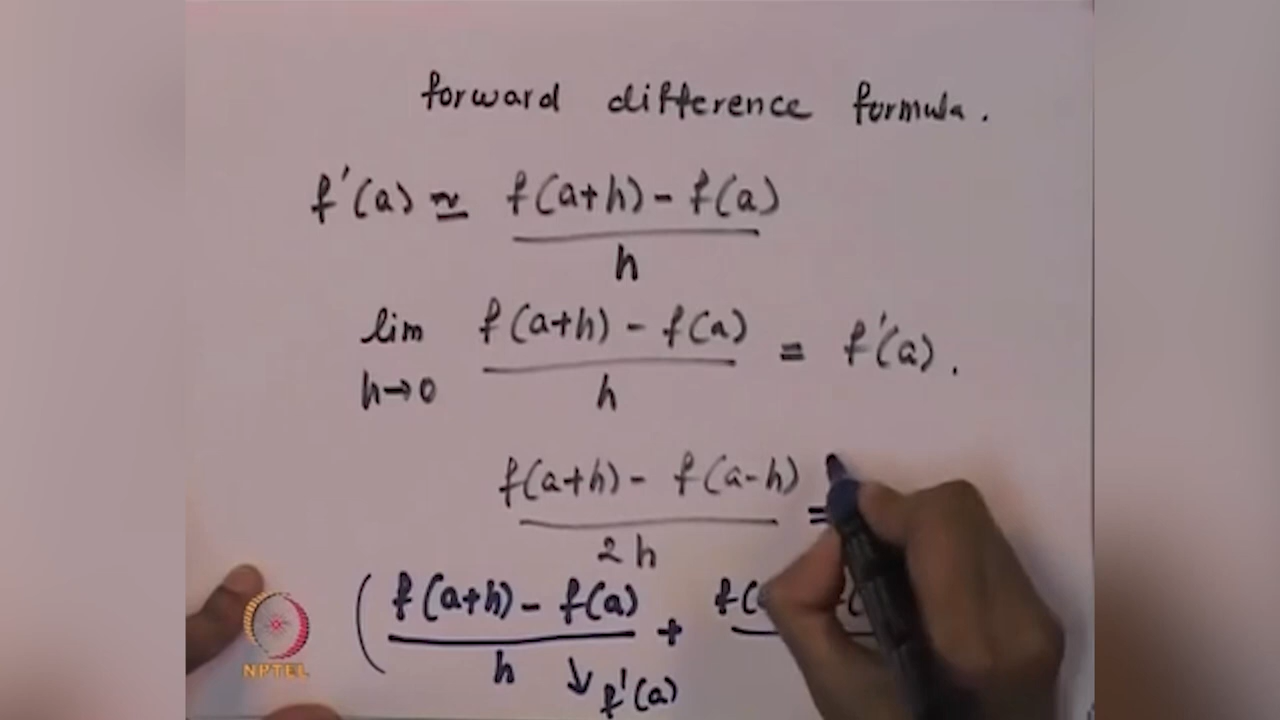 forward difference formula.
f'(a) ≃ f(a+h) - f(a)
h
lim f(a+h) - f(a) = f'(a).
h→0 h
f(a+h) - f(a-h) =
2h
( f(a+h) - f(a) + f(
h ↓ f'(a)
NPTEL